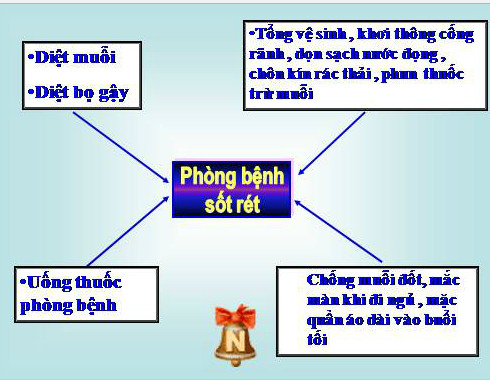 •Diệt muỗi
•Diệt bọ gậy
•Tổng vệ sinh , khơi thông cống
rãnh , dọn sạch nước đọng ,
chôn kín rác thải , phun thuốc
trừ muỗi
Phòng bệnh
sốt rét
•Uống thuốc
phòng bệnh
Chống muỗi đốt, mắc
màn khi đi ngủ , mặc
quần áo dài vào buổi
tối
N